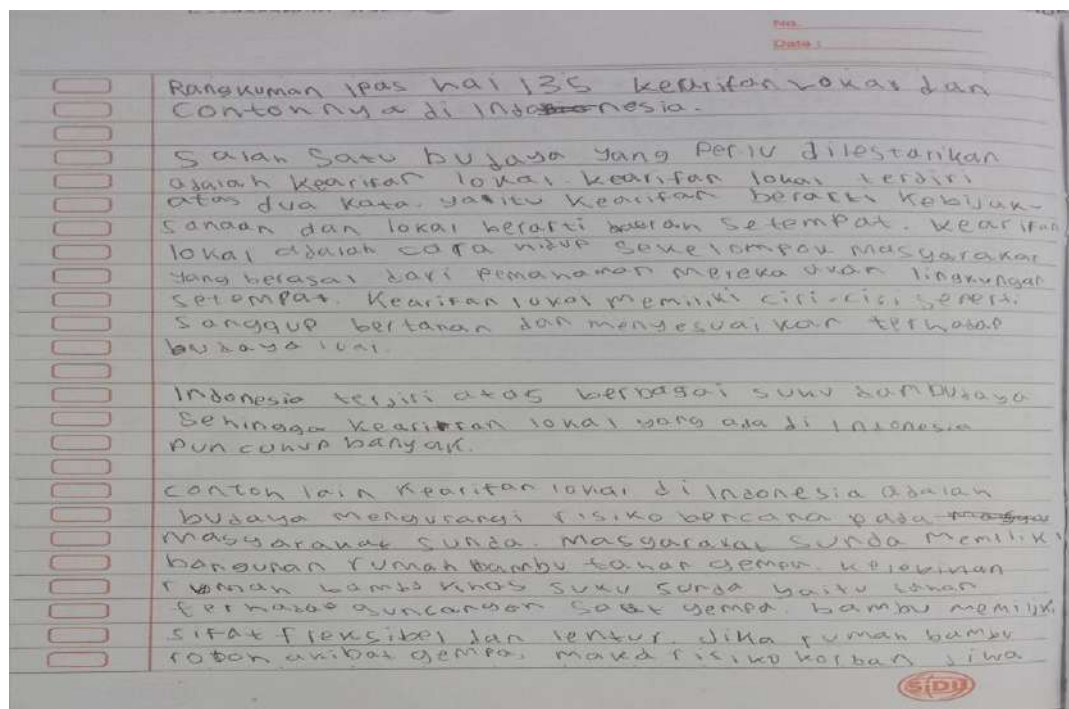 No.
Date :
Rangkuman ipas hal 135 kearifan lokal dan
contohnya di Indonesia.
Salah satu budaya yang perlu dilestarikan
adalah kearifan lokal. kearifan lokal terdiri
atas dua kata. yaitu kearifan berarti kebijak-
sanaan dan lokal berarti setempat. kearifan
lokal adalah cara hidup sekelompok masyarakat
yang berasal dari pemahaman mereka akan lingkungan
setempat. Kearifan lokal memiliki ciri-ciri seperti
sanggup bertahan dan menyesuaikan terhadap
budaya luar.
Indonesia terdiri atas berbagai suku dan budaya
sehingga kearifan lokal yang ada di Indonesia
pun cukup banyak.
contoh lain kearifan lokal di Indonesia adalah
budaya mengurangi risiko bencana pada
masyarakat sunda. Masyarakat Sunda memiliki
bangunan rumah bambu tahan gempa. kelebihan
rumah bambu khas suku sunda yaitu tahan
terhadap guncangan saat gempa. bambu memiliki
sifat fleksibel dan lentur. Jika rumah bambu
roboh akibat gempa, maka risiko korban jiwa
SiDU